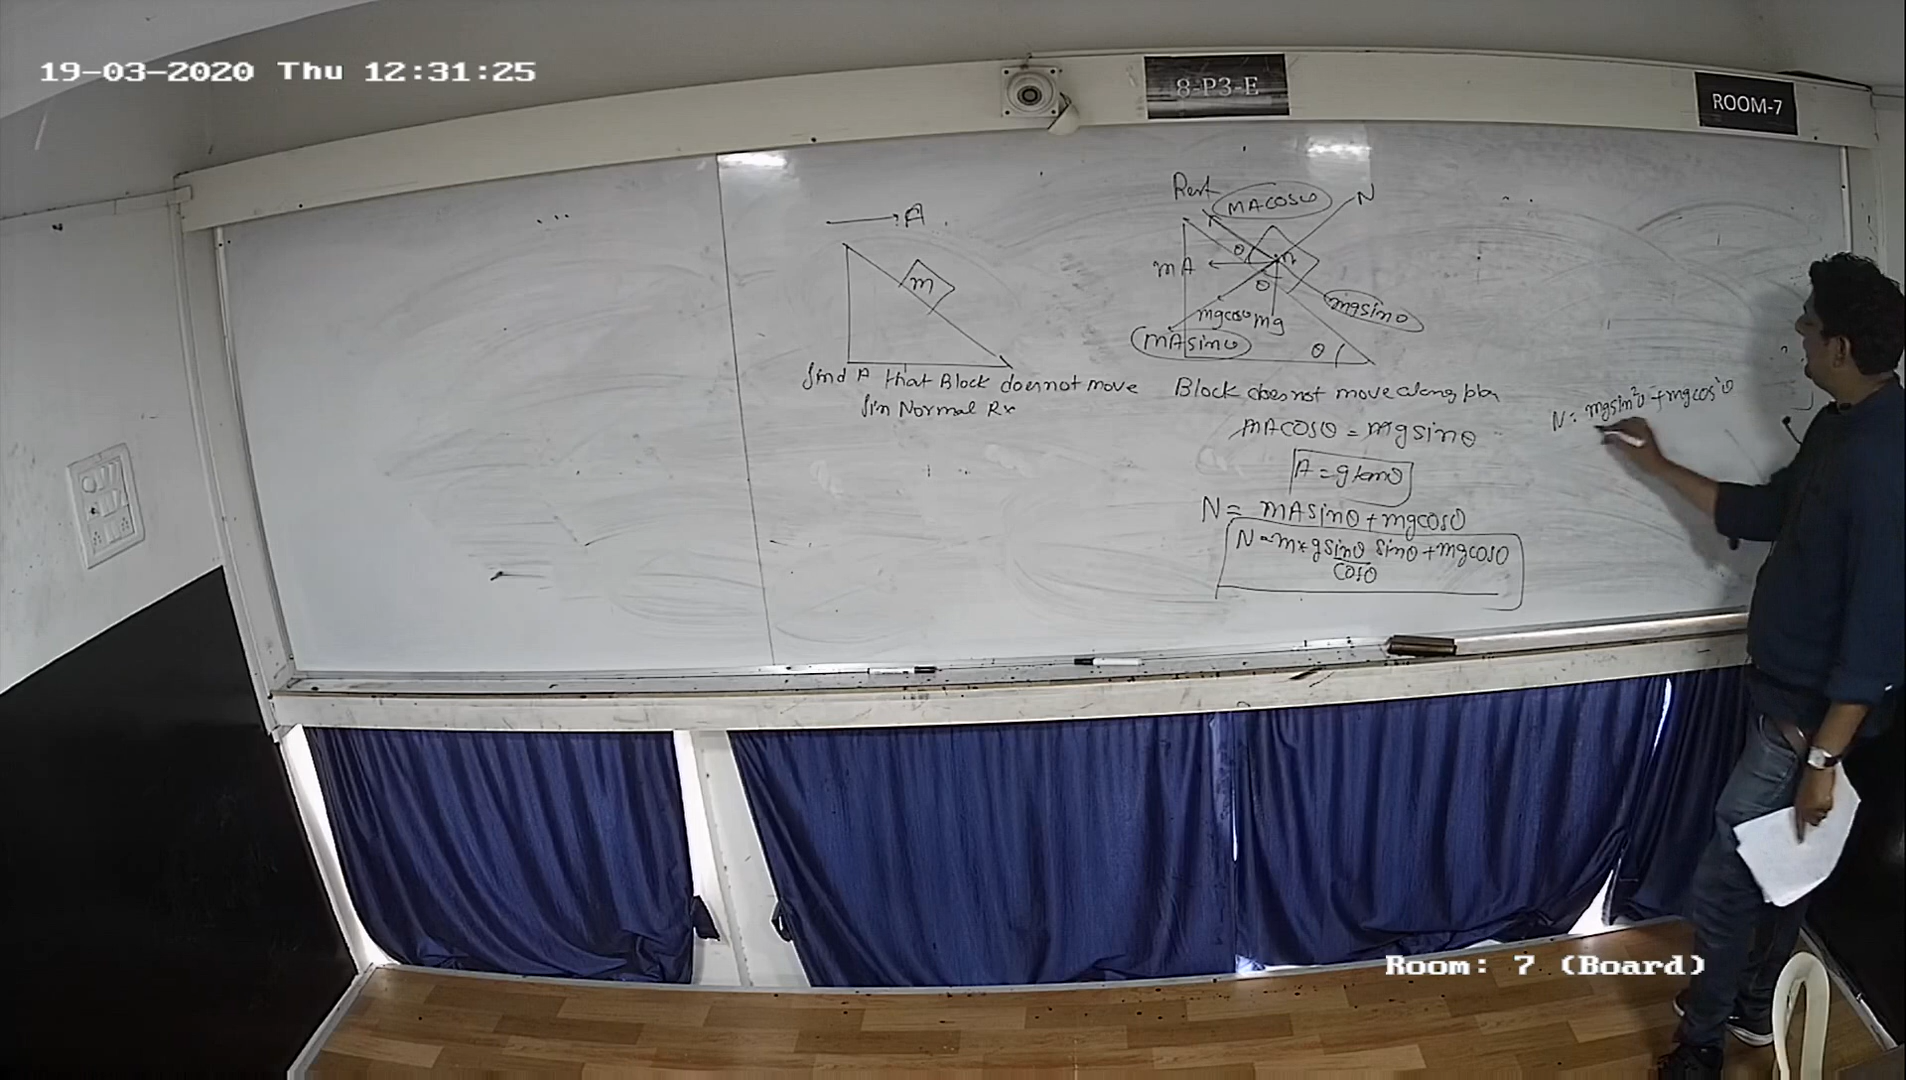 19-03-2020 Thu 12:31:25
8-P3-E
ROOM-7
A
m
find A that Block does not move
fin Normal Rx
Rest
MAcosθ
N
θ
mA
m
θ
mgcosθ
mg
mgsinθ
MAsinθ
θ
Block does not move along plan
MAcosθ = mgsinθ
A = gtanθ
N = mAsinθ + mgcosθ
N = m × gsinθ sinθ + mgcosθ
cosθ
N = mgsin²θ + mgcos²θ
Room: 7 (Board)